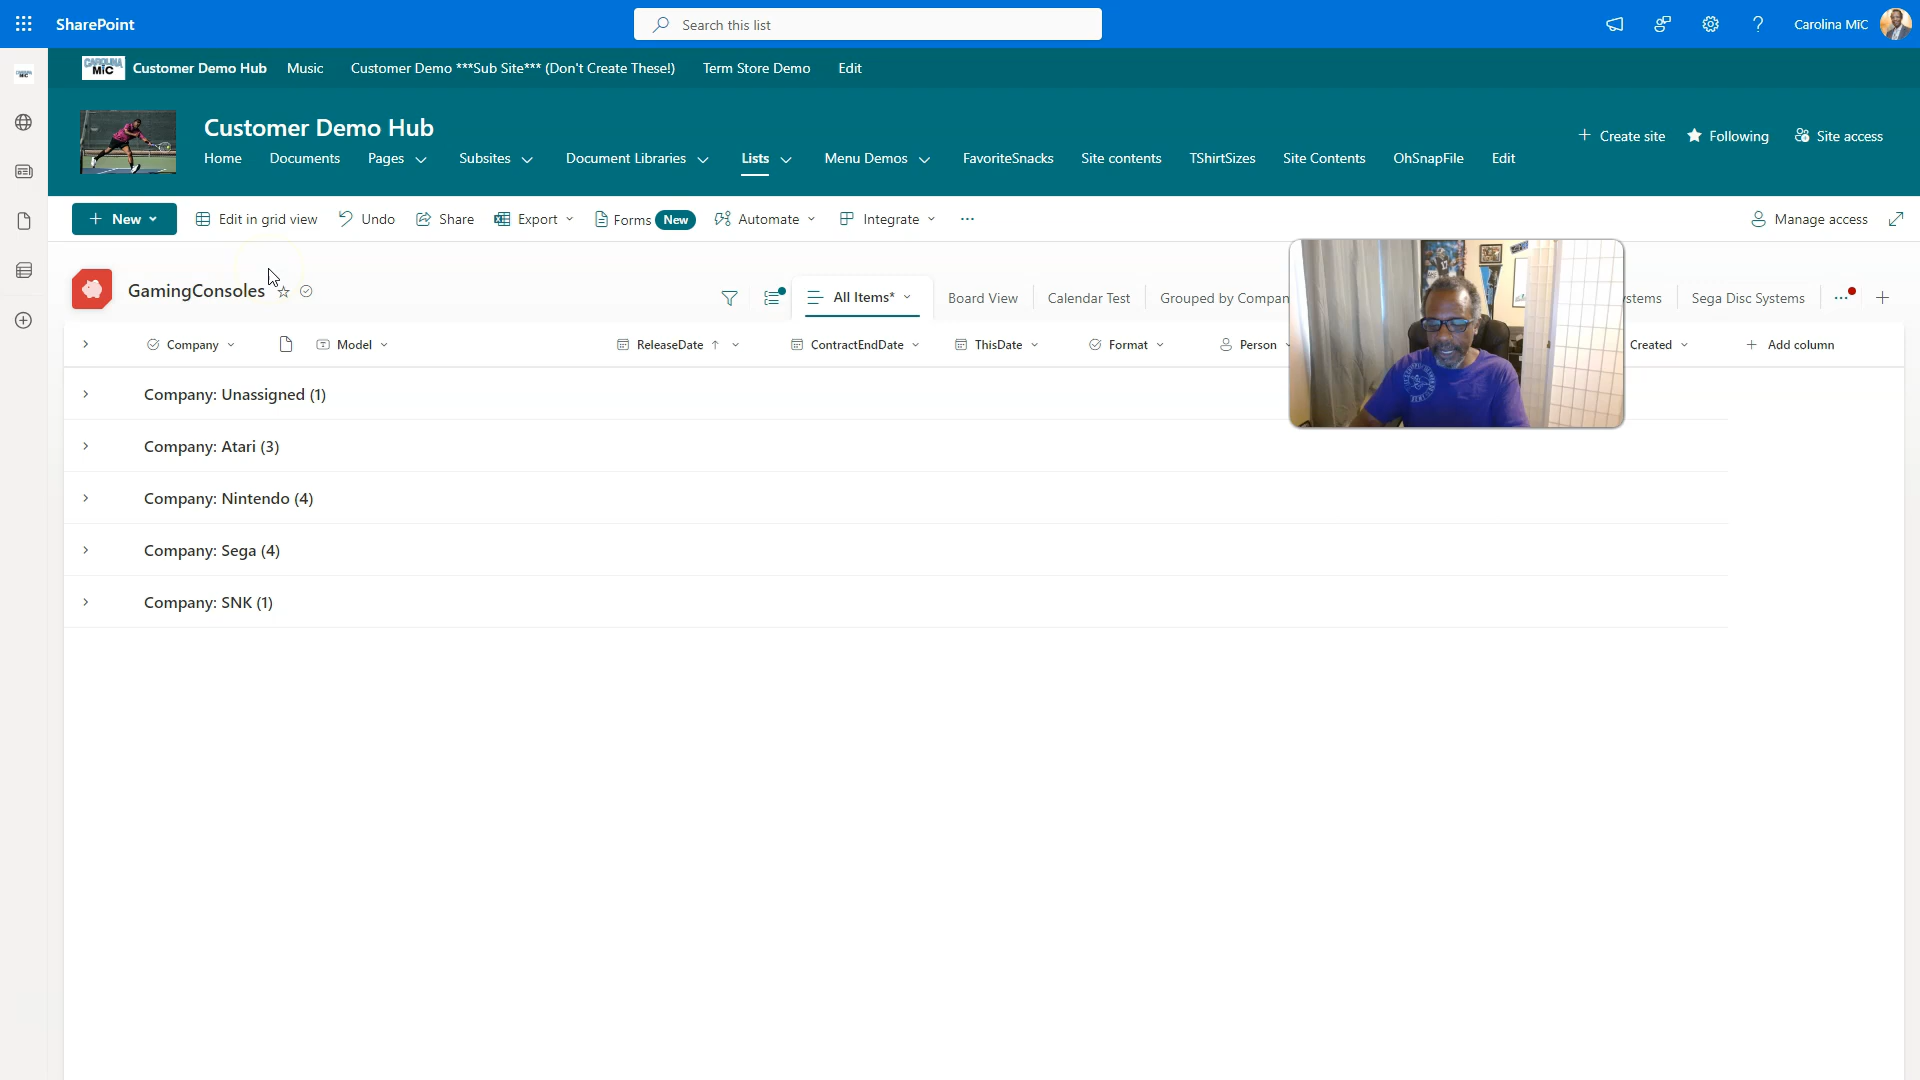 SharePoint
Search this list
Carolina MiC
CAROLINA MiC
Customer Demo Hub Music Customer Demo ***Sub Site*** (Don't Create These!) Term Store Demo Edit
Customer Demo Hub
Create site Following Site access
Home Documents Pages Subsites Document Libraries Lists Menu Demos FavoriteSnacks Site contents TShirtSizes Site Contents OhSnapFile Edit
New Edit in grid view Undo Share Export Forms New Automate Integrate ... Manage access
GamingConsoles
All Items* Board View Calendar Test Grouped by Compan stems Sega Disc Systems ...
Company Model ReleaseDate ContractEndDate ThisDate Format Person Created Add column
Company: Unassigned (1)
Company: Atari (3)
Company: Nintendo (4)
Company: Sega (4)
Company: SNK (1)